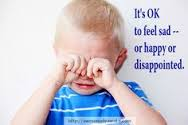 It's OK
to feel sad --
or happy or
disappointed.